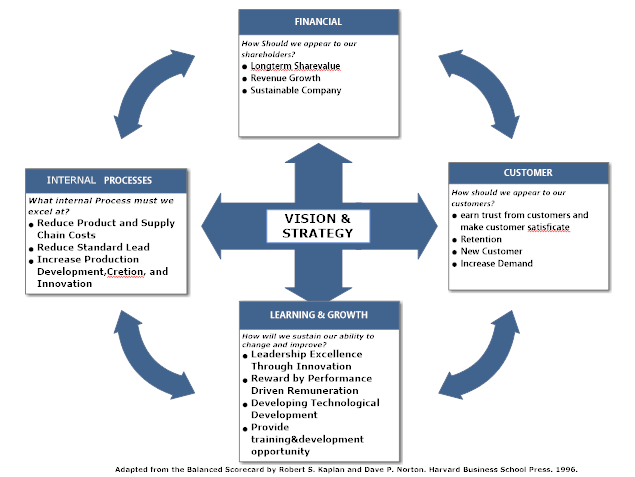 FINANCIAL
How Should we appear to our
shareholders?
● Longterm Sharevalue
● Revenue Growth
● Sustainable Company
INTERNAL PROCESSES
What internal Process must we
excel at?
● Reduce Product and Supply
Chain Costs
● Reduce Standard Lead
● Increase Production
Development,Cretion, and
Innovation
VISION &
STRATEGY
CUSTOMER
How should we appear to our
customers?
● earn trust from customers and
make customer satisficate
● Retention
● New Customer
● Increase Demand
LEARNING & GROWTH
How will we sustain our ability to
change and improve?
● Leadership Excellence
Through Innovation
● Reward by Performance
Driven Remuneration
● Developing Technological
Development
● Provide
training&development
opportunity
Adapted from the Balanced Scorecard by Robert S. Kaplan and Dave P. Norton. Harvard Business School Press. 1996.